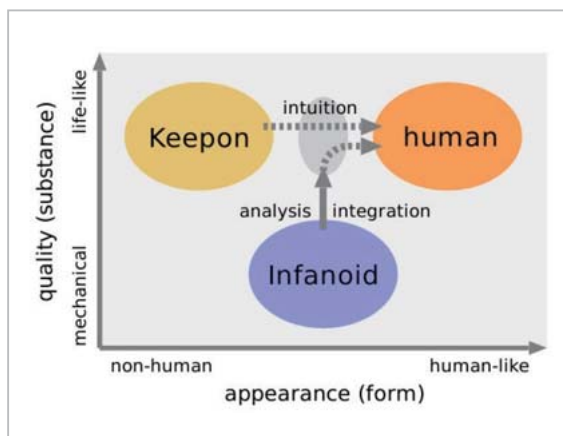 life-like
quality (substance)
mechanical
Keepon
intuition
human
analysis
integration
Infanoid
non-human
human-like
appearance (form)